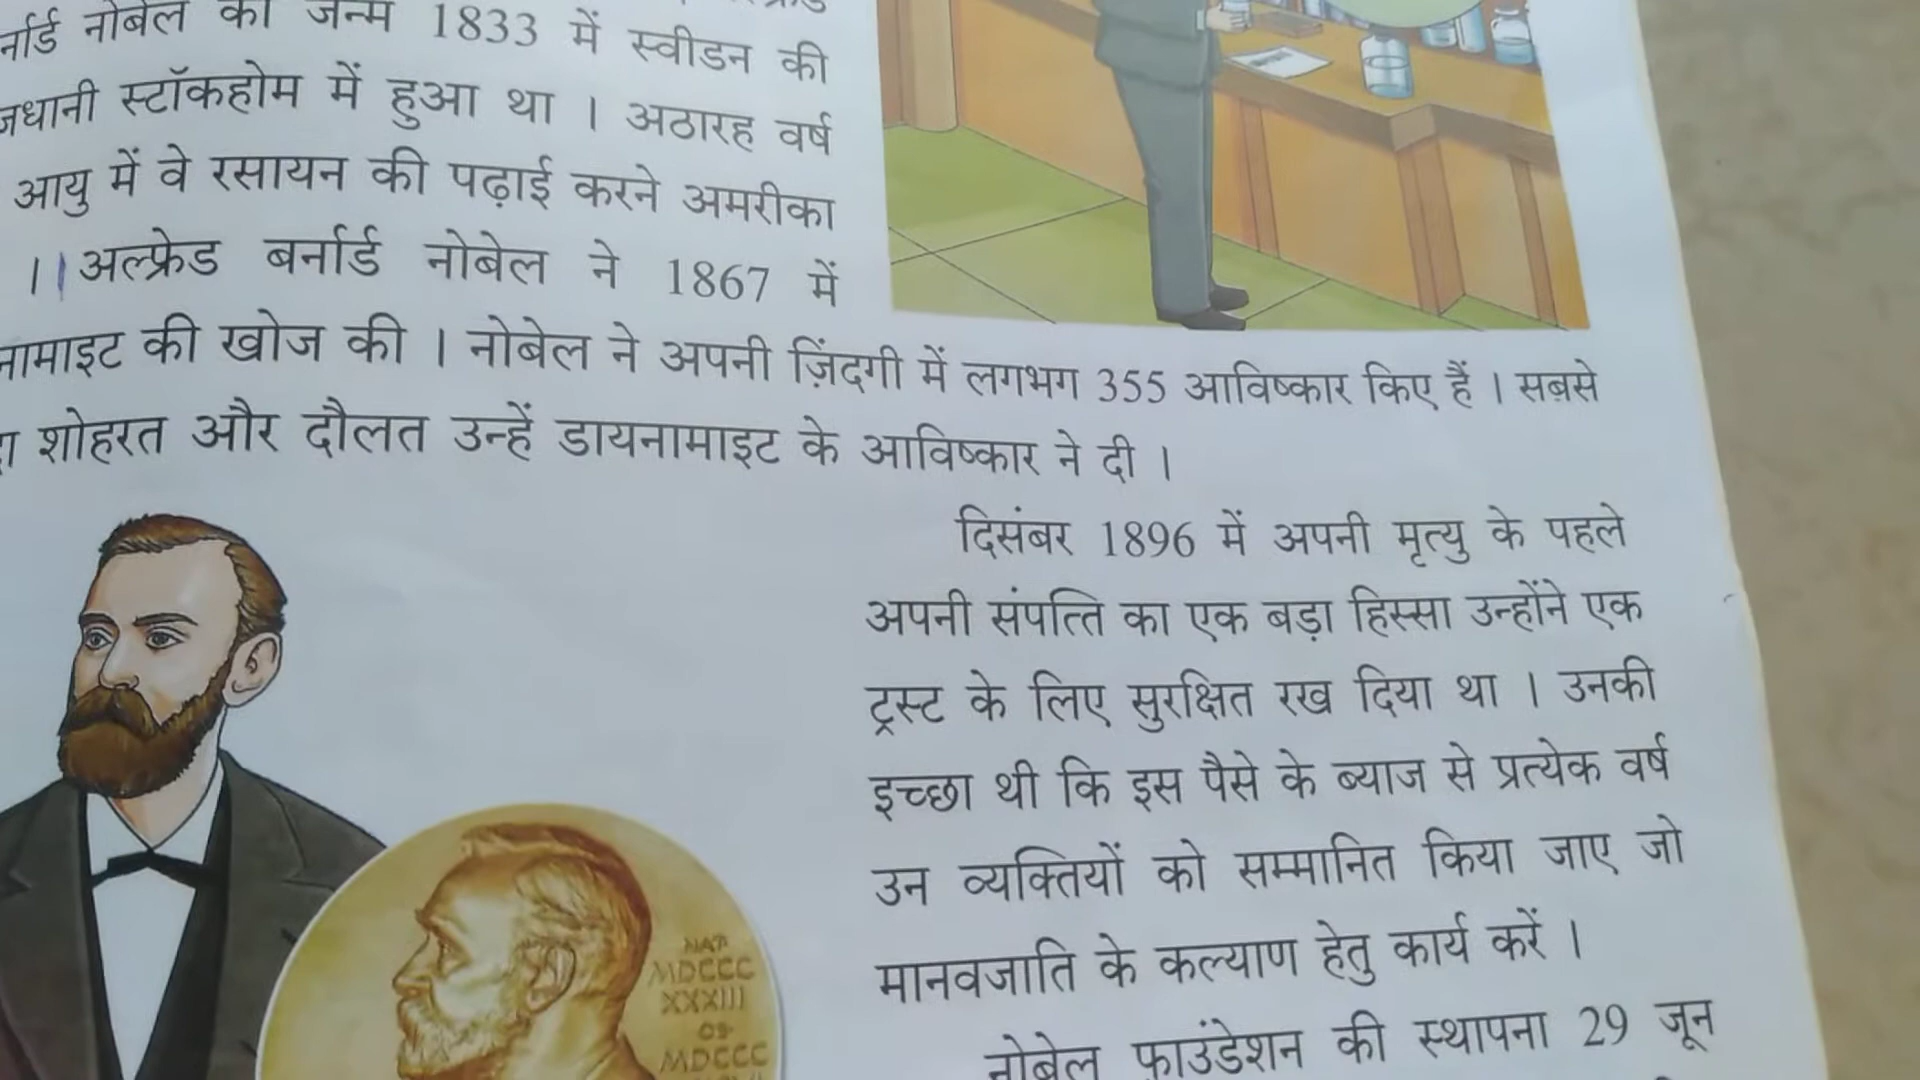 नोबेल का जन्म 1833 में स्वीडन की
स्टॉकहोम में हुआ था । अठारह वर्ष
आयु में वे रसायन की पढ़ाई करने अमरीका
। अल्फ्रेड बर्नार्ड नोबेल ने 1867 में
की खोज की । नोबेल ने अपनी ज़िंदगी में लगभग 355 आविष्कार किए हैं । सबसे
शोहरत और दौलत उन्हें डायनामाइट के आविष्कार ने दी ।
दिसंबर 1896 में अपनी मृत्यु के पहले
अपनी संपत्ति का एक बड़ा हिस्सा उन्होंने एक
ट्रस्ट के लिए सुरक्षित रख दिया था । उनकी
इच्छा थी कि इस पैसे के ब्याज से प्रत्येक वर्ष
उन व्यक्तियों को सम्मानित किया जाए जो
मानवजाति के कल्याण हेतु कार्य करें ।
नोबेल फाउंडेशन की स्थापना 29 जून
NAT
MDCCC
XXXIII
OB
MDCCC